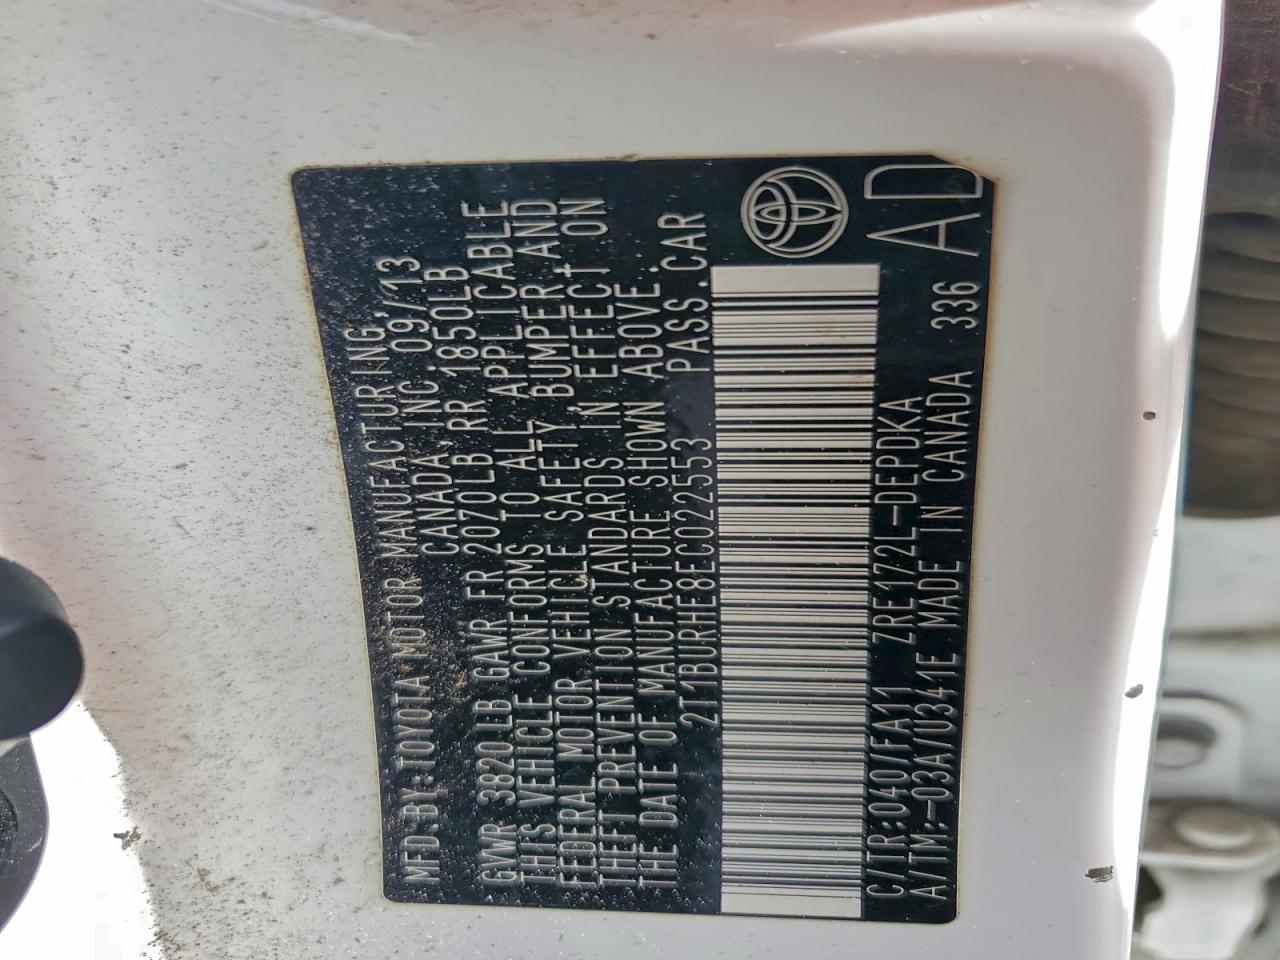 MFD.BY:TOYOTA MOTOR MANUFACTURING,
CANADA, INC. 09/13
GVWR 3820LB GAWR FR 2070LB RR 1850LB
THIS VEHICLE CONFORMS TO ALL APPLICABLE
FEDERAL MOTOR VEHICLE SAFETY, BUMPER, AND
THEFT PREVENTION STANDARDS IN EFFECT ON
THE DATE OF MANUFACTURE SHOWN ABOVE.
2T1BURHE8EC022553 PASS.CAR
C/TR:040/FA11 ZRE172L-DEPDKA
A/TM:-03A/U341E MADE IN CANADA 336 AD